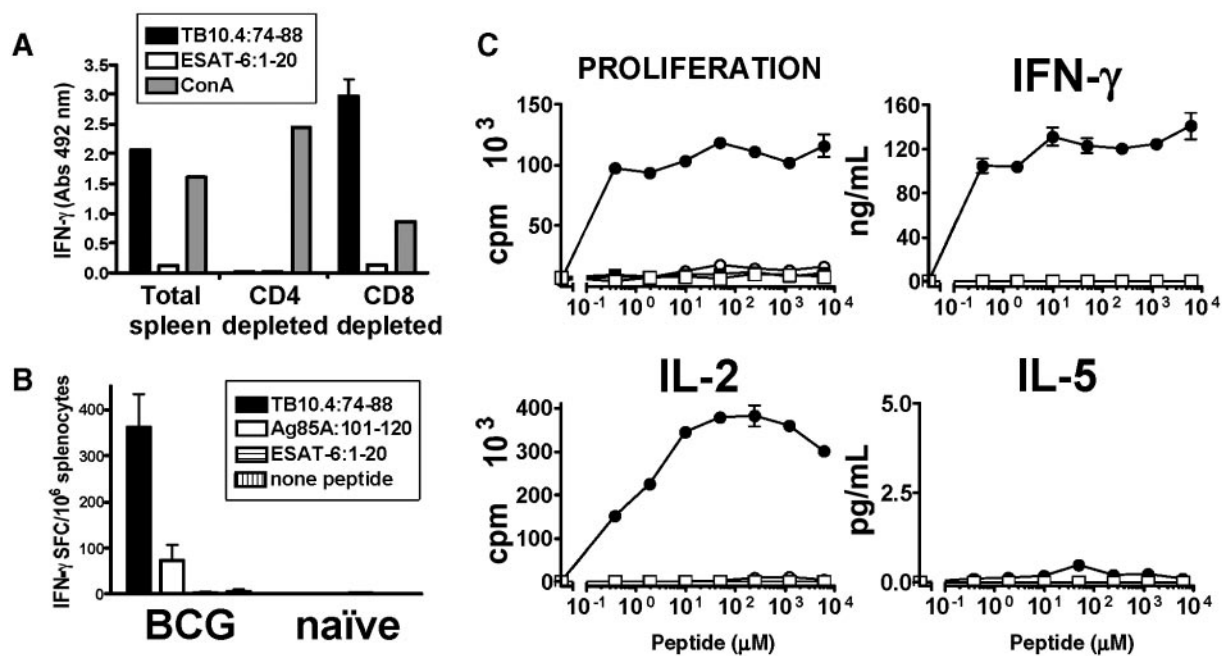 A
TB10.4:74-88
ESAT-6:1-20
ConA
IFN-γ (Abs 492 nm)
3.5
3.0
2.5
2.0
1.5
1.0
0.5
0.0
Total spleen
CD4 depleted
CD8 depleted
B
TB10.4:74-88
Ag85A:101-120
ESAT-6:1-20
none peptide
IFN-γ SFC/10⁶ splenocytes
400
300
200
100
0
BCG
naïve
C
PROLIFERATION
cpm 10³
150
100
50
10⁻¹ 10⁰ 10¹ 10² 10³ 10⁴
IFN-γ
ng/mL
160
120
80
40
0
10⁻¹ 10⁰ 10¹ 10² 10³ 10⁴
IL-2
cpm 10³
400
300
200
100
0
10⁻¹ 10⁰ 10¹ 10² 10³ 10⁴
Peptide (μM)
IL-5
pg/mL
5.0
2.5
0.0
10⁻¹ 10⁰ 10¹ 10² 10³ 10⁴
Peptide (μM)